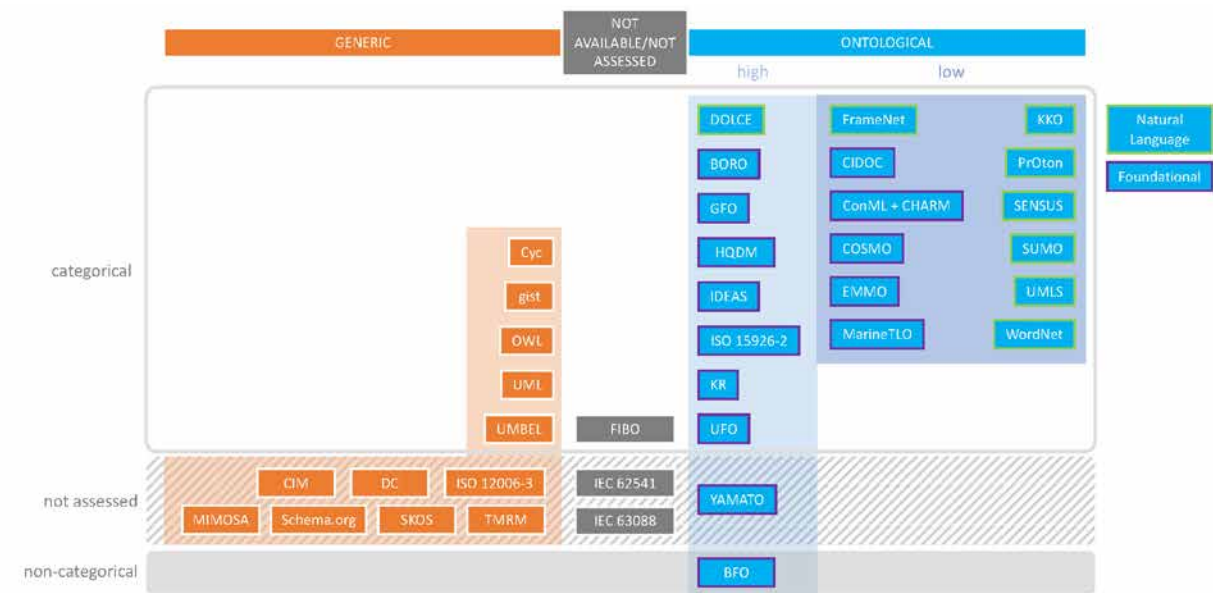 GENERIC
NOT
AVAILABLE/NOT
ASSESSED
ONTOLOGICAL
high
low
DOLCE
FrameNet
KKO
Natural
Language
BORO
CIDOC
PrOton
Foundational
GFO
ConML + CHARM
SENSUS
categorical
Cyc
HQDM
COSMO
SUMO
gist
IDEAS
EMMO
UMLS
OWL
ISO 15926-2
MarineTLO
WordNet
UML
KR
UMBEL
FIBO
UFO
not assessed
CIM
DC
ISO 12006-3
IEC 62541
YAMATO
MIMOSA
Schema.org
SKOS
TMRM
IEC 63088
non-categorical
BFO